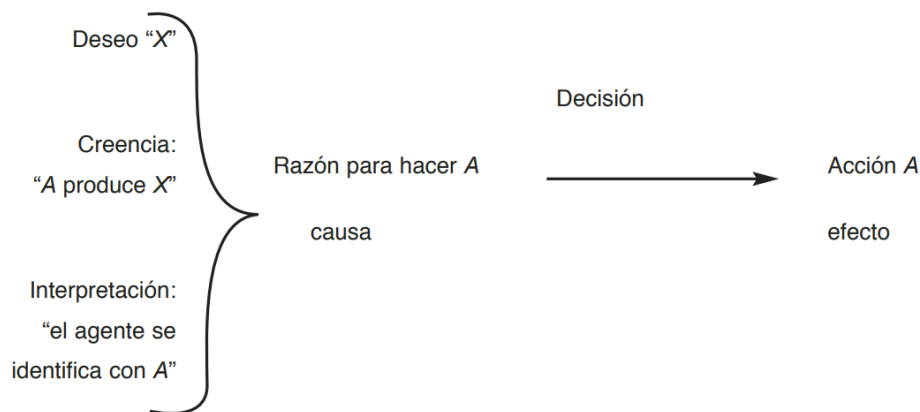 Deseo “X”
Creencia:
“A produce X”
Interpretación:
“el agente se
identifica con A”
Razón para hacer A
causa
Decisión
Acción A
efecto